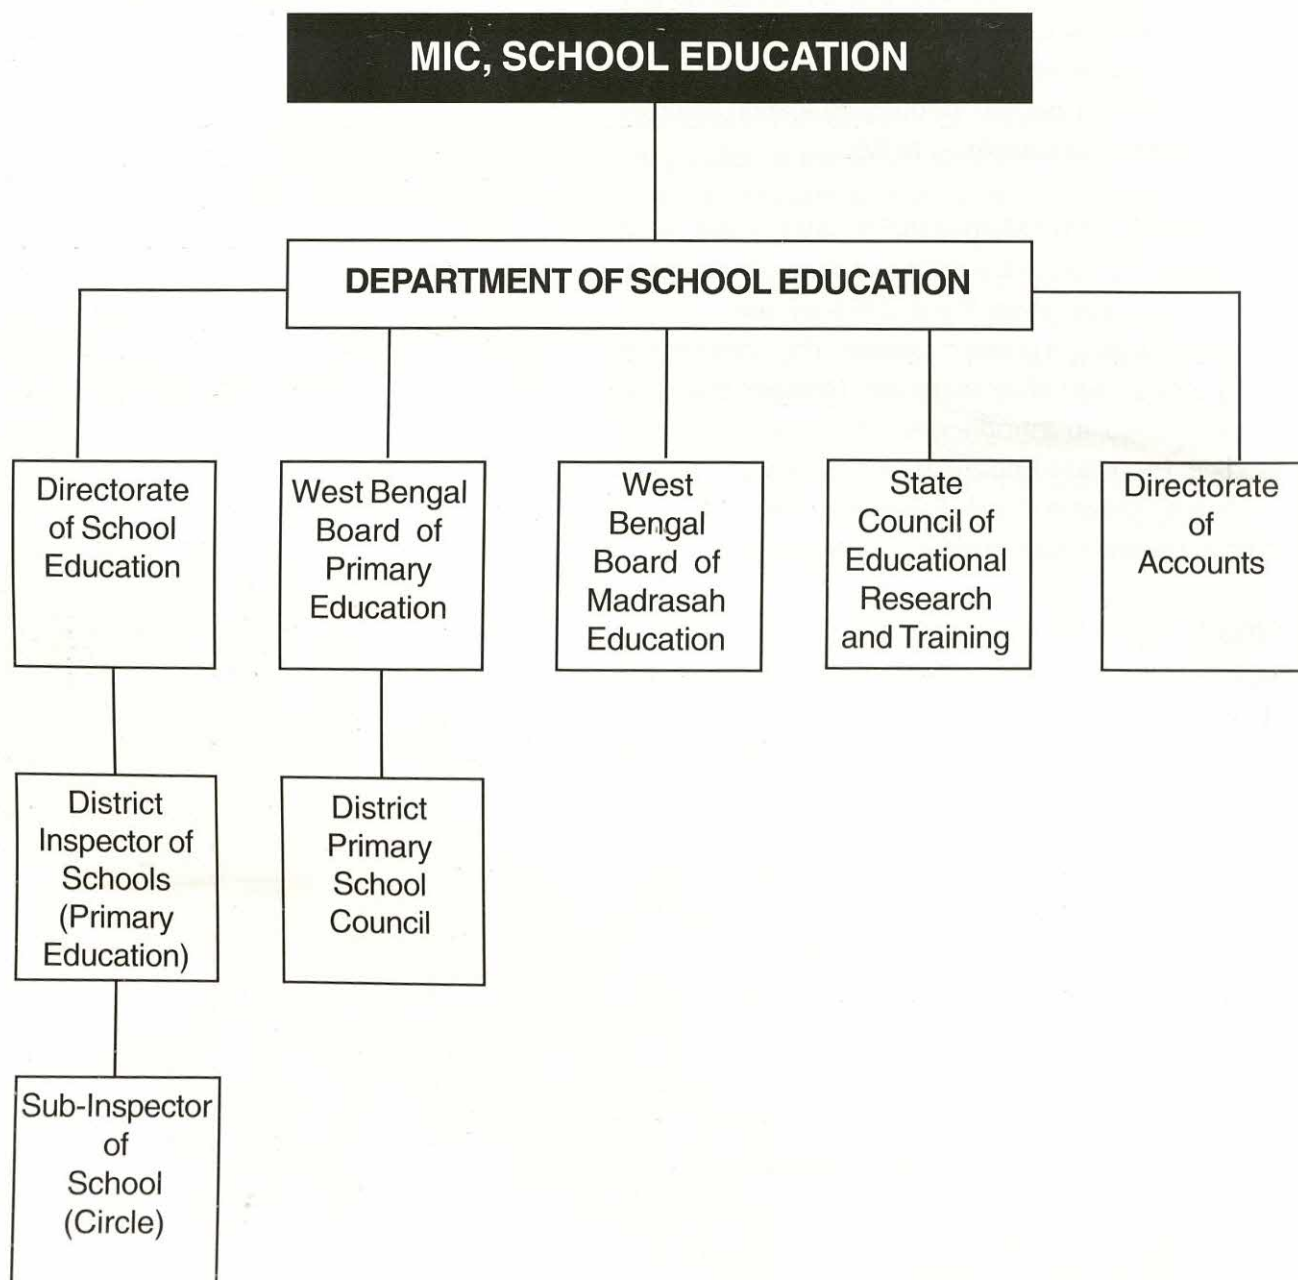 MIC, SCHOOL EDUCATION
DEPARTMENT OF SCHOOL EDUCATION
Directorate
of School
Education
West Bengal
Board of
Primary
Education
West
Bengal
Board of
Madrasah
Education
State
Council of
Educational
Research
and Training
Directorate
of
Accounts
District
Inspector of
Schools
(Primary
Education)
District
Primary
School
Council
Sub-Inspector
of
School
(Circle)